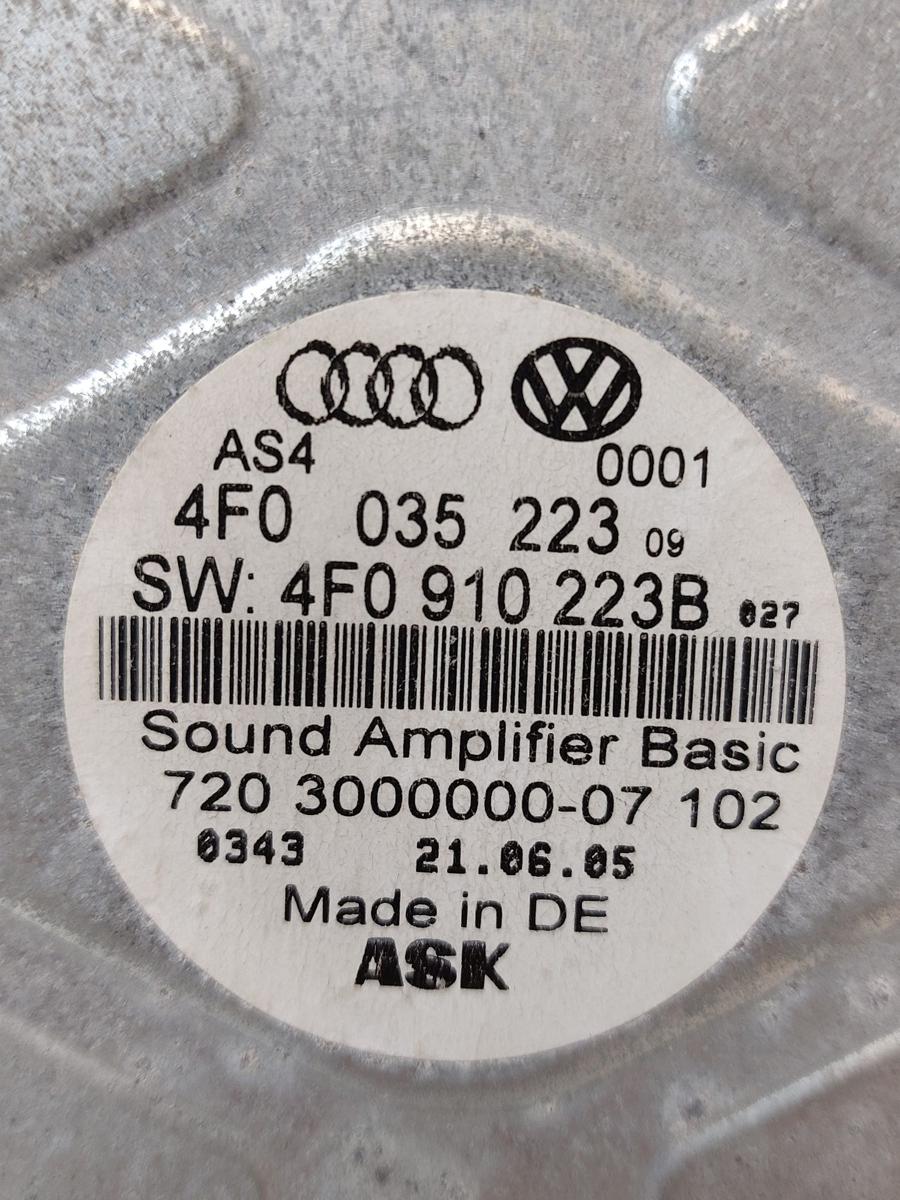 AS4 0001
4F0 035 223 09
SW: 4F0 910 223B 027
Sound Amplifier Basic
720 3000000-07 102
0343 21.06.05
Made in DE
ASK